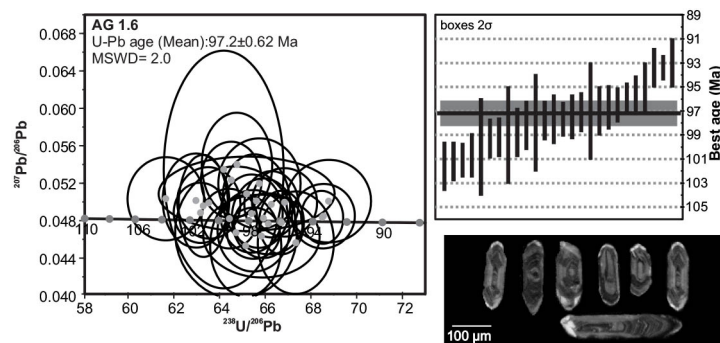 AG 1.6
U-Pb age (Mean):97.2±0.62 Ma
MSWD= 2.0
0.068
0.064
0.060
0.056
0.052
0.048
0.044
0.040
²⁰⁷Pb/²⁰⁶Pb
110 106 102 98 94 90
58 60 62 64 66 68 70 72
²³⁸U/²⁰⁶Pb
boxes 2σ
89
91
93
95
97
99
101
103
105
Best age (Ma)
100 µm